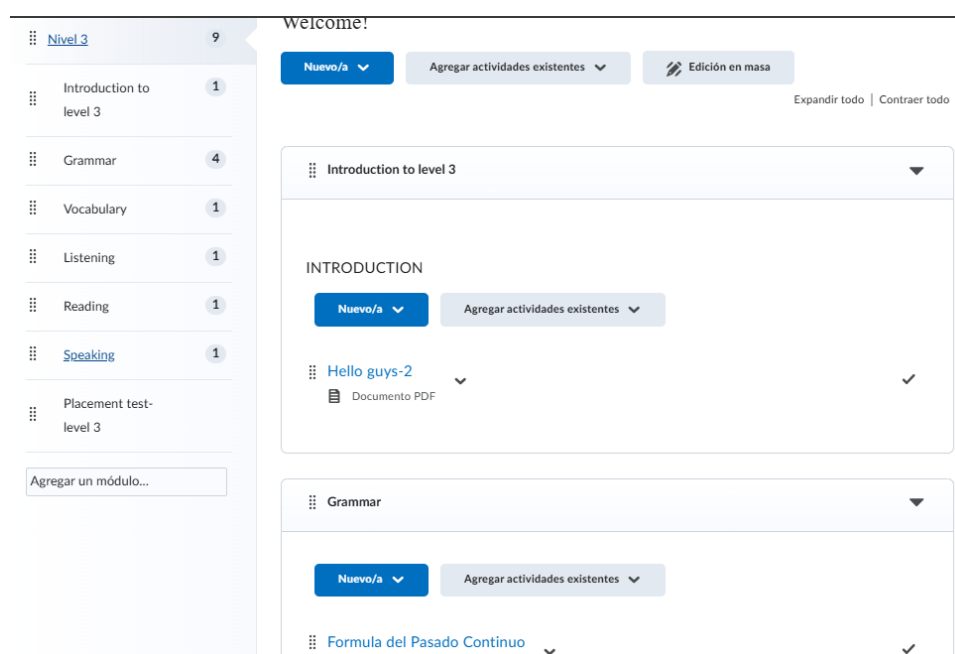 Nivel 3
9
Introduction to
level 3
1
Grammar
4
Vocabulary
1
Listening
1
Reading
1
Speaking
1
Placement test-
level 3
Agregar un módulo...
Welcome!
Nuevo/a
Agregar actividades existentes
Edición en masa
Expandir todo | Contraer todo
Introduction to level 3
INTRODUCTION
Nuevo/a
Agregar actividades existentes
Hello guys-2
Documento PDF
Grammar
Nuevo/a
Agregar actividades existentes
Formula del Pasado Continuo